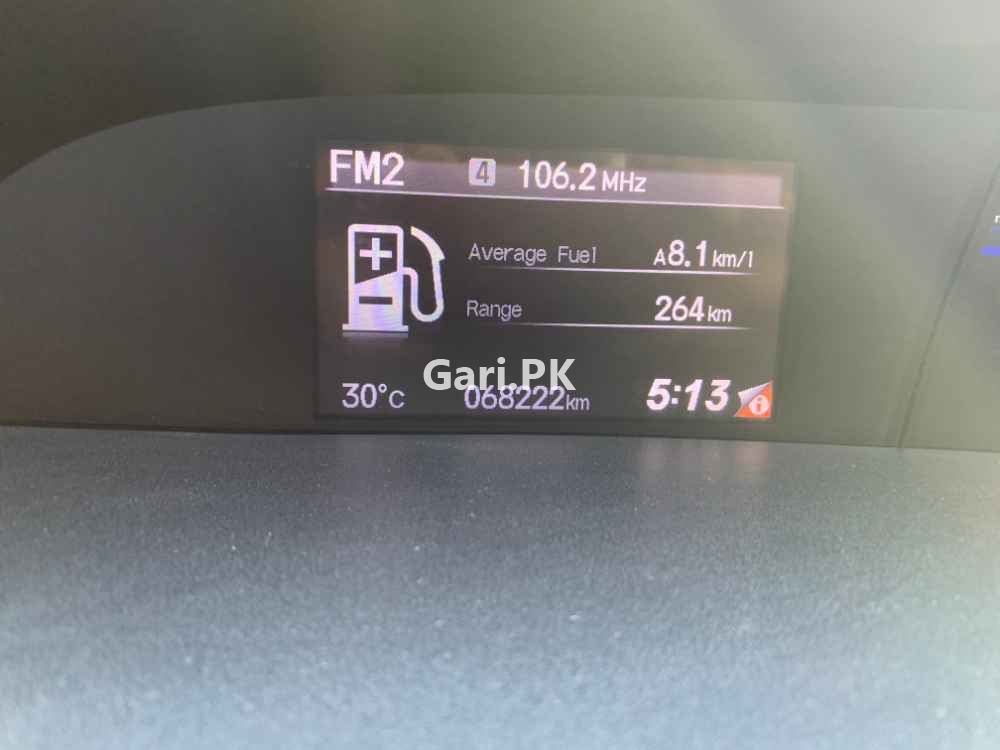 FM2 4 106.2 MHz
Average Fuel A8.1 km/l
Range 264 km
Gari.PK
30°C 068222km 5:13 i